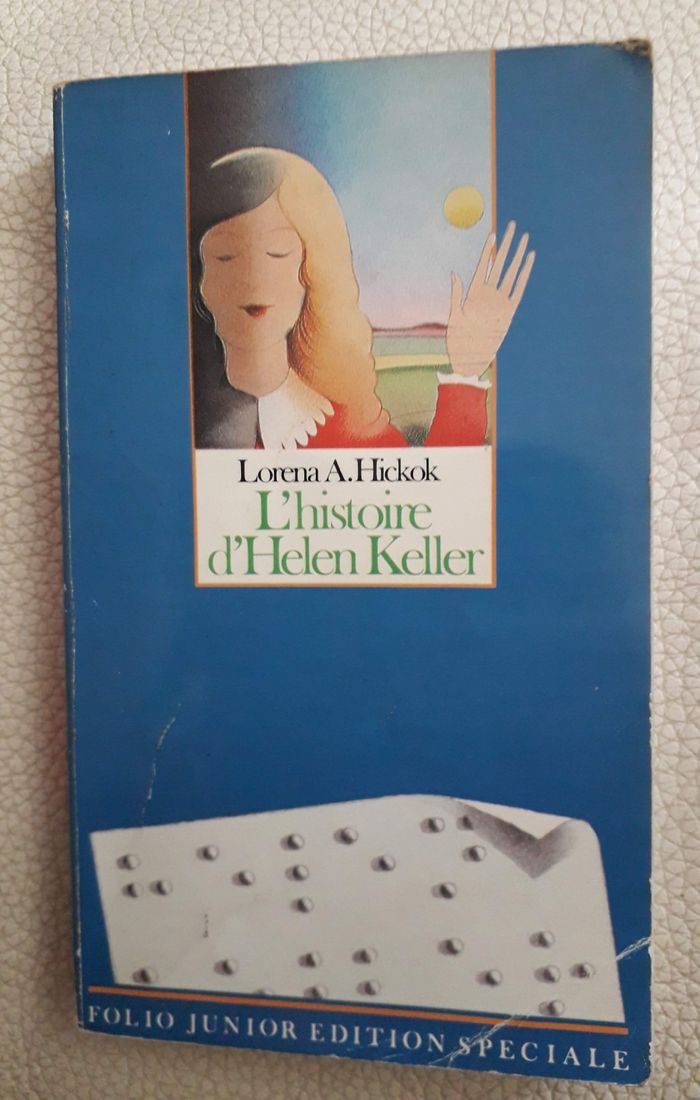 Lorena A. Hickok
L'histoire
d'Helen Keller
FOLIO JUNIOR EDITION SPECIALE